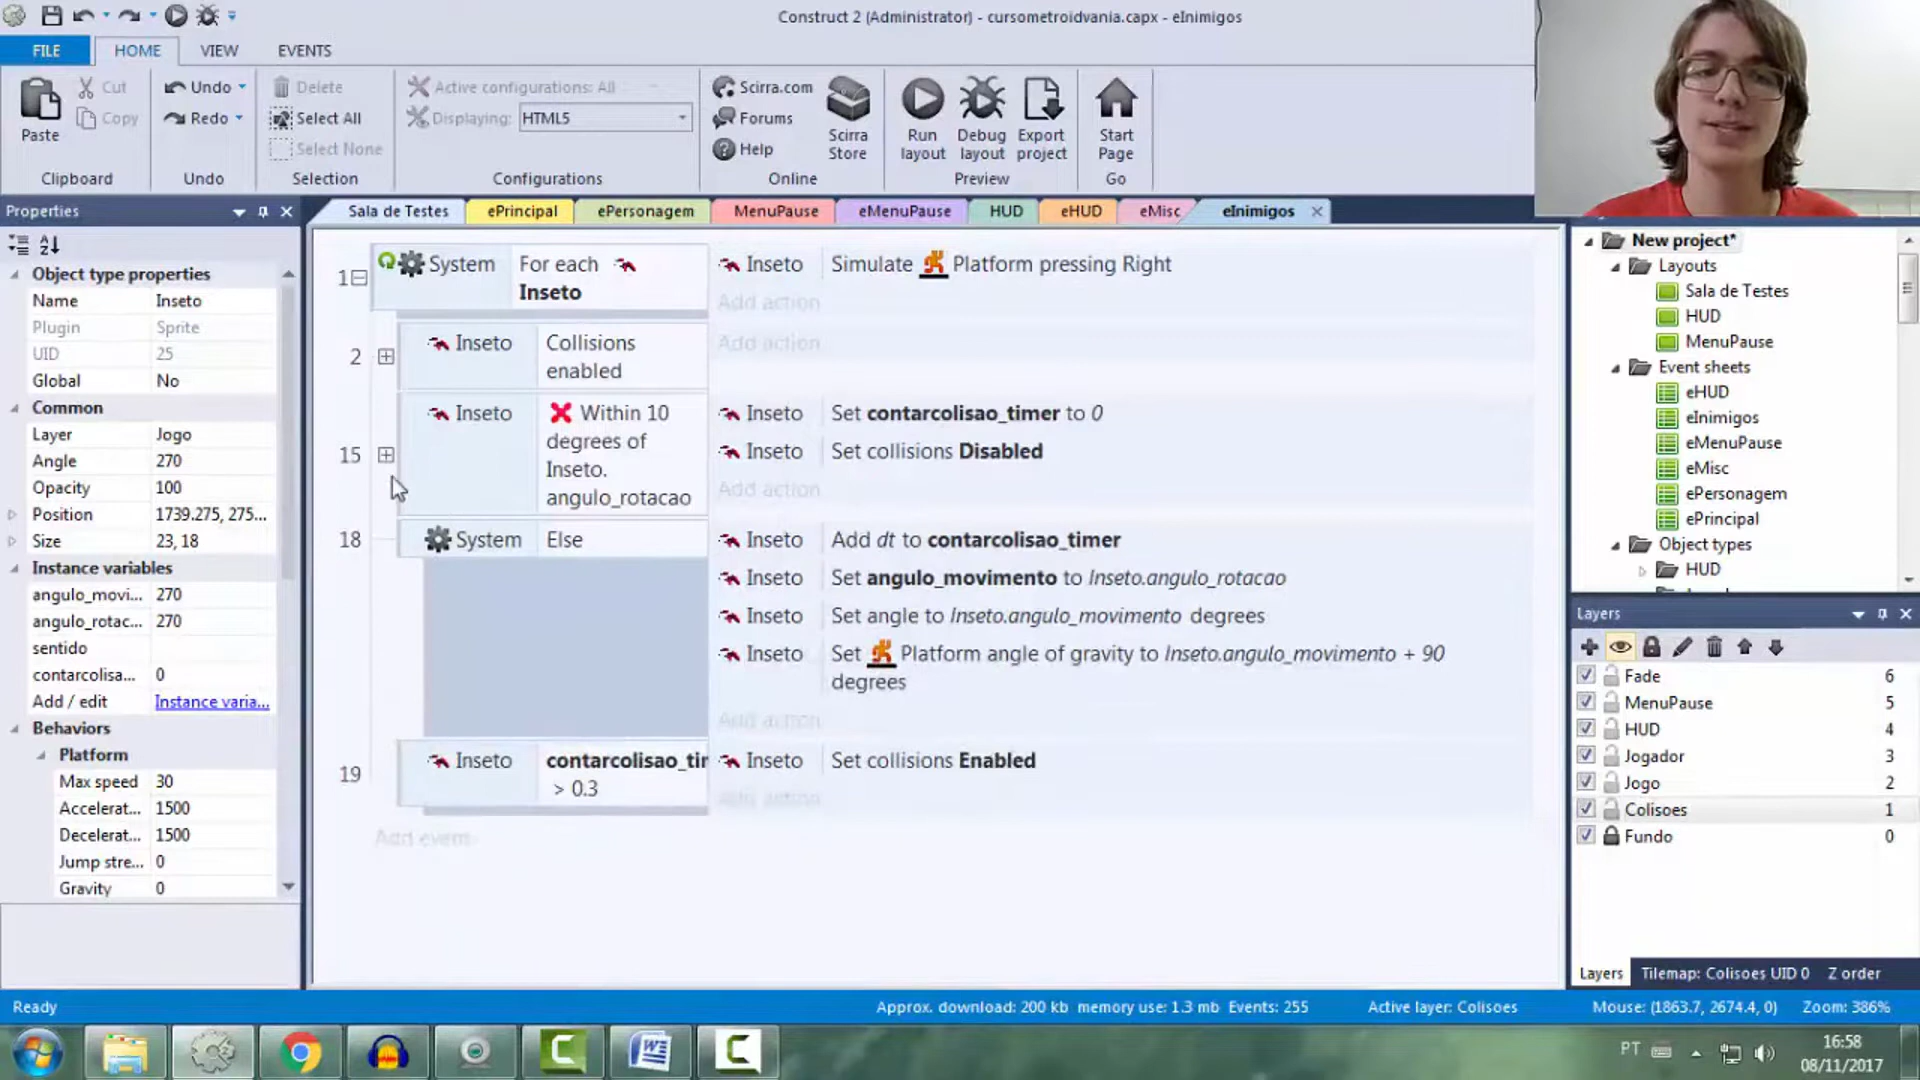 Construct 2 (Administrator) - cursometroidvania.capx - eInimigos
FILE HOME VIEW EVENTS
Paste Cut Copy Clipboard
Undo Redo Undo
Delete Select All Select None Selection
Active configurations: All
Displaying: HTML5
Configurations
Scirra.com Forums Help Scirra Store Online
Run layout Debug layout Export project Preview
Start Page Go
Properties
Sala de Testes ePrincipal ePersonagem MenuPause eMenuPause HUD eHUD eMisc eInimigos
Object type properties
Name Inseto
Plugin Sprite
UID 25
Global No
Common
Layer Jogo
Angle 270
Opacity 100
Position 1739.275, 275...
Size 23, 18
Instance variables
angulo_movi... 270
angulo_rotac... 270
sentido
contarcolisa... 0
Add / edit Instance varia...
Behaviors
Platform
Max speed 30
Accelerat... 1500
Decelerat... 1500
Jump stre... 0
Gravity 0
1 System For each Inseto
Inseto Simulate Platform pressing Right
Add action
2 Inseto Collisions enabled
Add action
15 Inseto Within 10 degrees of Inseto. angulo_rotacao
Inseto Set contarcolisao_timer to 0
Inseto Set collisions Disabled
Add action
18 System Else
Inseto Add dt to contarcolisao_timer
Inseto Set angulo_movimento to Inseto.angulo_rotacao
Inseto Set angle to Inseto.angulo_movimento degrees
Inseto Set Platform angle of gravity to Inseto.angulo_movimento + 90
degrees
Add action
19 Inseto contarcolisao_tir > 0.3
Inseto Set collisions Enabled
Add action
Add event
New project*
Layouts
Sala de Testes
HUD
MenuPause
Event sheets
eHUD
eInimigos
eMenuPause
eMisc
ePersonagem
ePrincipal
Object types
HUD
Layers
Fade 6
MenuPause 5
HUD 4
Jogador 3
Jogo 2
Colisoes 1
Fundo 0
Layers Tilemap: Colisoes UID 0 Z order
Ready
Approx. download: 200 kb memory use: 1.3 mb Events: 255 Active layer: Colisoes Mouse: (1863.7, 2674.4, 0) Zoom: 386%
PT
16:58
08/11/2017